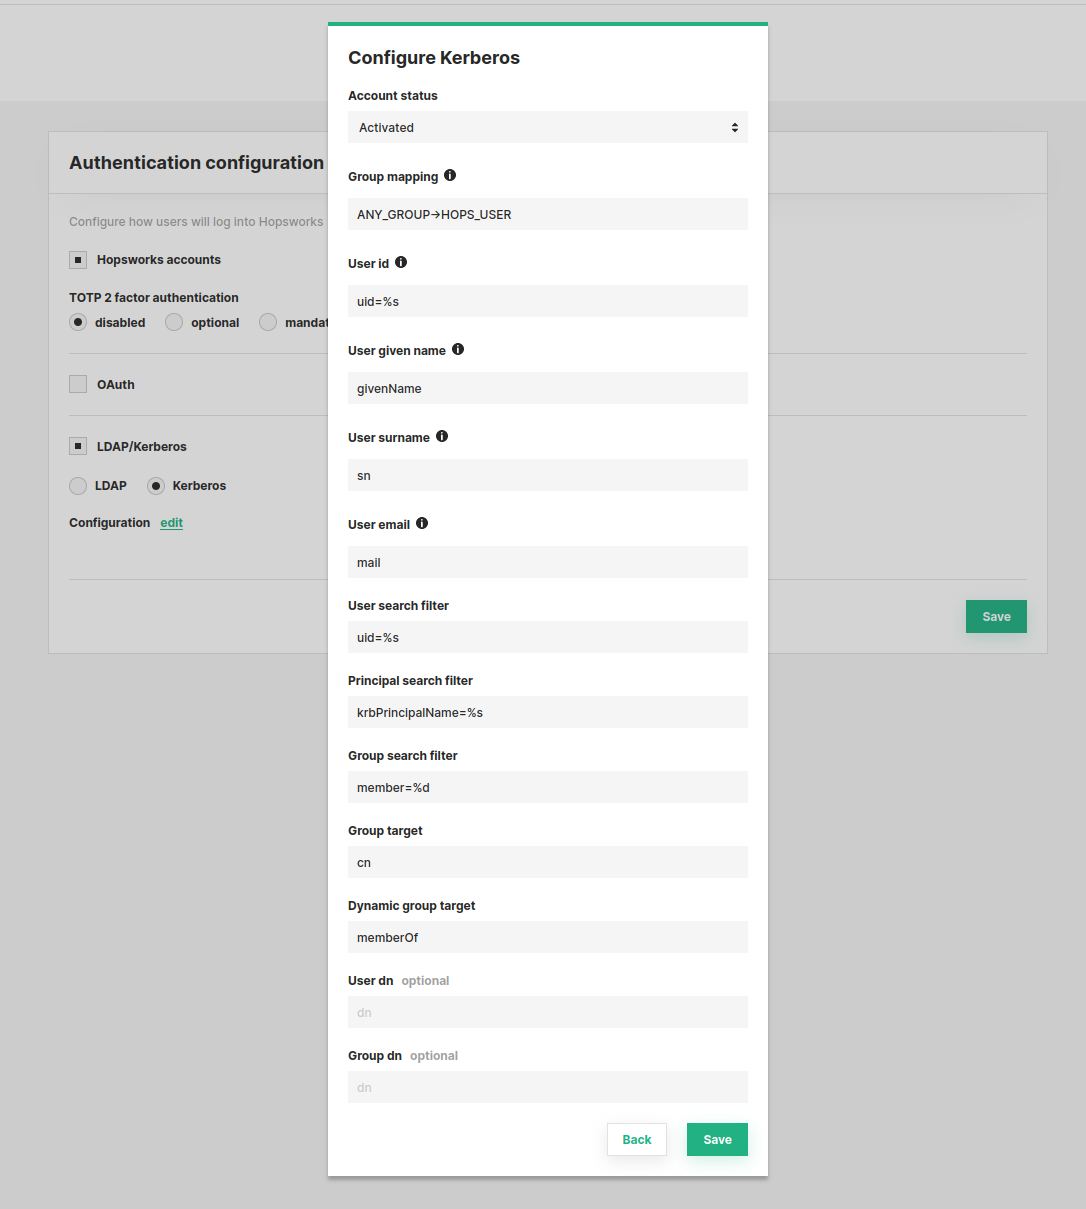 Configure Kerberos
Account status
Activated
Group mapping
ANY_GROUP->HOPS_USER
User id
uid=%s
User given name
givenName
User surname
sn
User email
mail
User search filter
uid=%s
Principal search filter
krbPrincipalName=%s
Group search filter
member=%d
Group target
cn
Dynamic group target
memberOf
User dn optional
dn
Group dn optional
dn
Back Save
Authentication configuration
Configure how users will log into Hopsworks
Hopsworks accounts
TOTP 2 factor authentication
disabled optional mandat
OAuth
LDAP/Kerberos
LDAP Kerberos
Configuration edit
Save